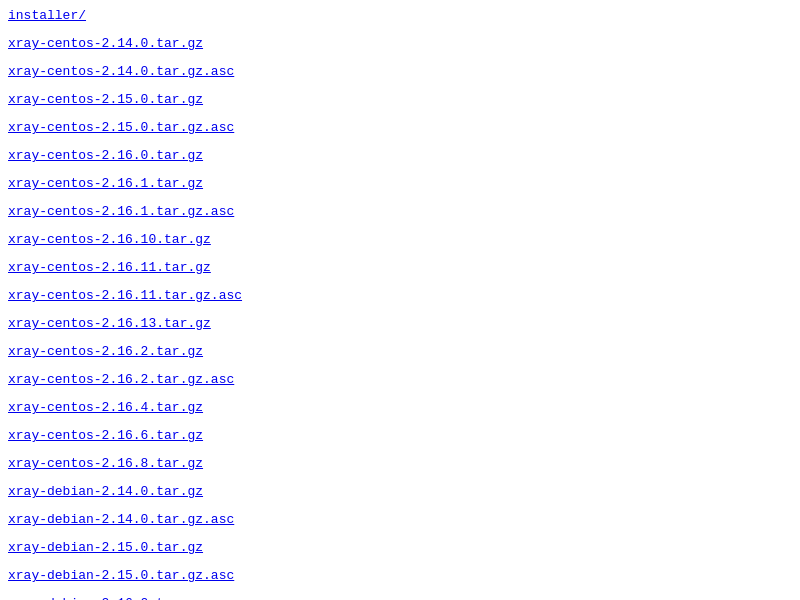 installer/
xray-centos-2.14.0.tar.gz
xray-centos-2.14.0.tar.gz.asc
xray-centos-2.15.0.tar.gz
xray-centos-2.15.0.tar.gz.asc
xray-centos-2.16.0.tar.gz
xray-centos-2.16.1.tar.gz
xray-centos-2.16.1.tar.gz.asc
xray-centos-2.16.10.tar.gz
xray-centos-2.16.11.tar.gz
xray-centos-2.16.11.tar.gz.asc
xray-centos-2.16.13.tar.gz
xray-centos-2.16.2.tar.gz
xray-centos-2.16.2.tar.gz.asc
xray-centos-2.16.4.tar.gz
xray-centos-2.16.6.tar.gz
xray-centos-2.16.8.tar.gz
xray-debian-2.14.0.tar.gz
xray-debian-2.14.0.tar.gz.asc
xray-debian-2.15.0.tar.gz
xray-debian-2.15.0.tar.gz.asc